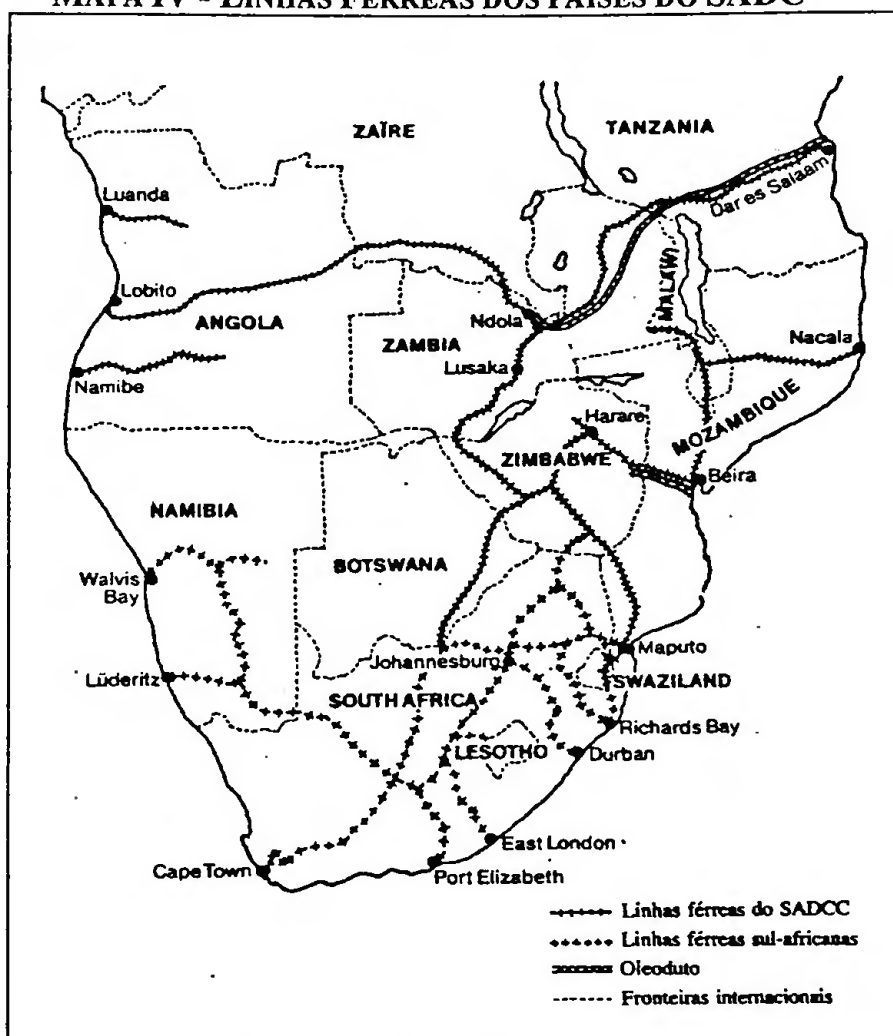 MAPA IV - LINHAS FÉRREAS DOS PAÍSES DO SADC
ZAÏRE
TANZANIA
Luanda
Dar es Salaam
Lobito
MALAWI
ANGOLA
Ndola
ZAMBIA
Nacala
Lusaka
Namibe
MOZAMBIQUE
Harare
ZIMBABWE
Beira
NAMIBIA
BOTSWANA
Walvis
Bay
Johannesburg
Maputo
Lüderitz
SWAZILAND
SOUTH AFRICA
Richards Bay
LESOTHO
Durban
East London
Cape Town
Port Elizabeth
Linhas férreas do SADCC
Linhas férreas sul-africanas
Oleoduto
Fronteiras internacionais